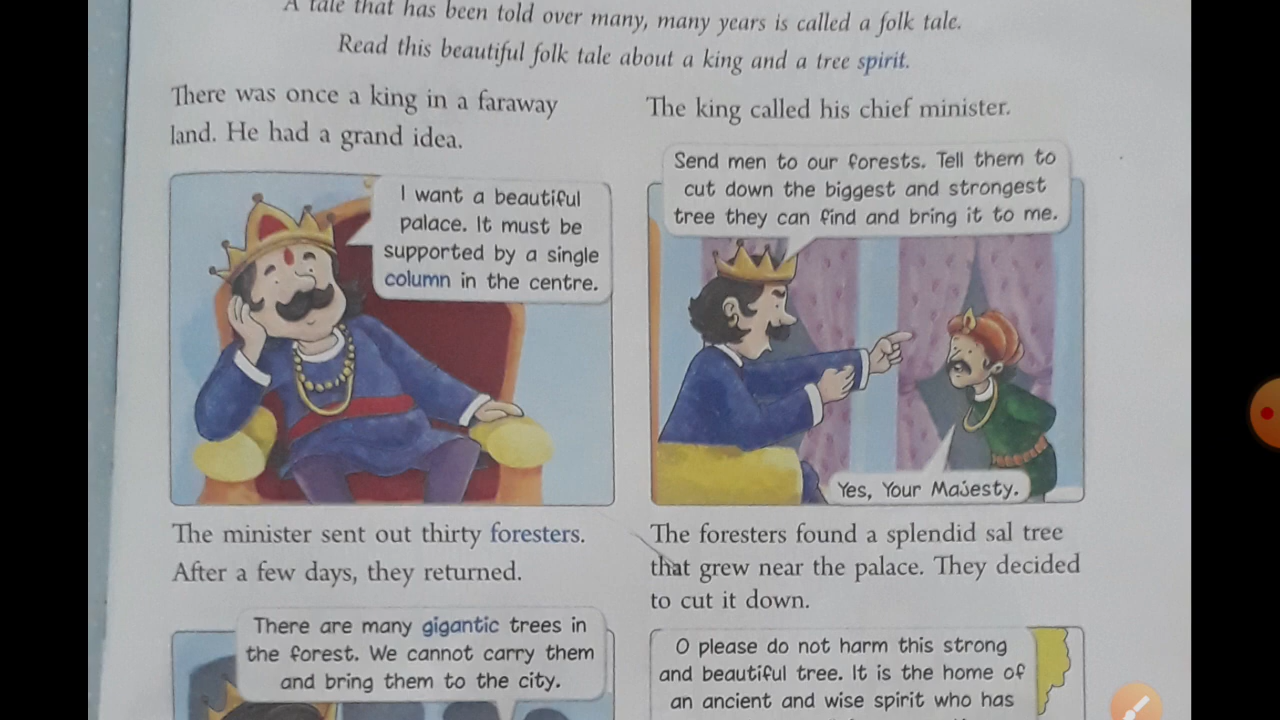 A tale that has been told over many, many years is called a folk tale.
Read this beautiful folk tale about a king and a tree spirit.
There was once a king in a faraway
land. He had a grand idea.
I want a beautiful
palace. It must be
supported by a single
column in the centre.
The king called his chief minister.
Send men to our forests. Tell them to
cut down the biggest and strongest
tree they can find and bring it to me.
Yes, Your Majesty.
The minister sent out thirty foresters.
After a few days, they returned.
There are many gigantic trees in
the forest. We cannot carry them
and bring them to the city.
The foresters found a splendid sal tree
that grew near the palace. They decided
to cut it down.
O please do not harm this strong
and beautiful tree. It is the home of
an ancient and wise spirit who has